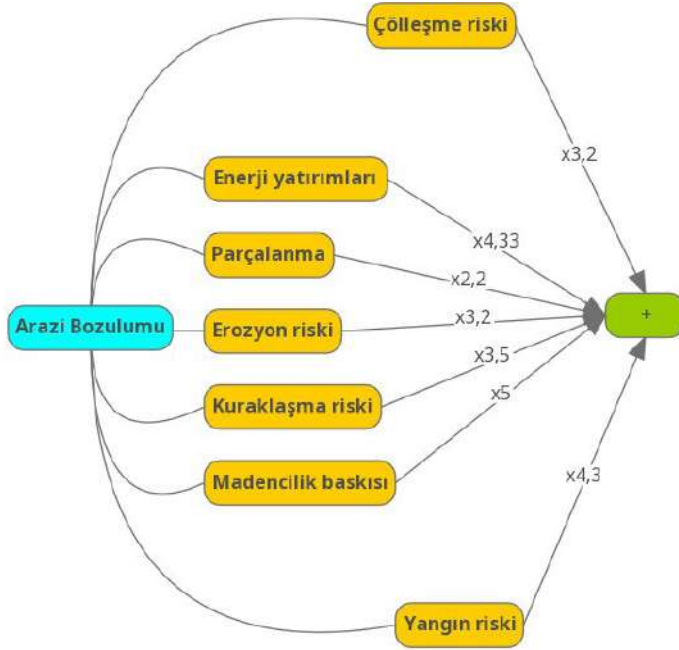 Çölleşme riski
x3,2
Enerji yatırımları
x4,33
Parçalanma
x2,2
Arazi Bozulumu
Erozyon riski
x3,2
+
Kuraklaşma riski
x3,5
x5
Madencilik baskısı
x4,3
Yangın riski